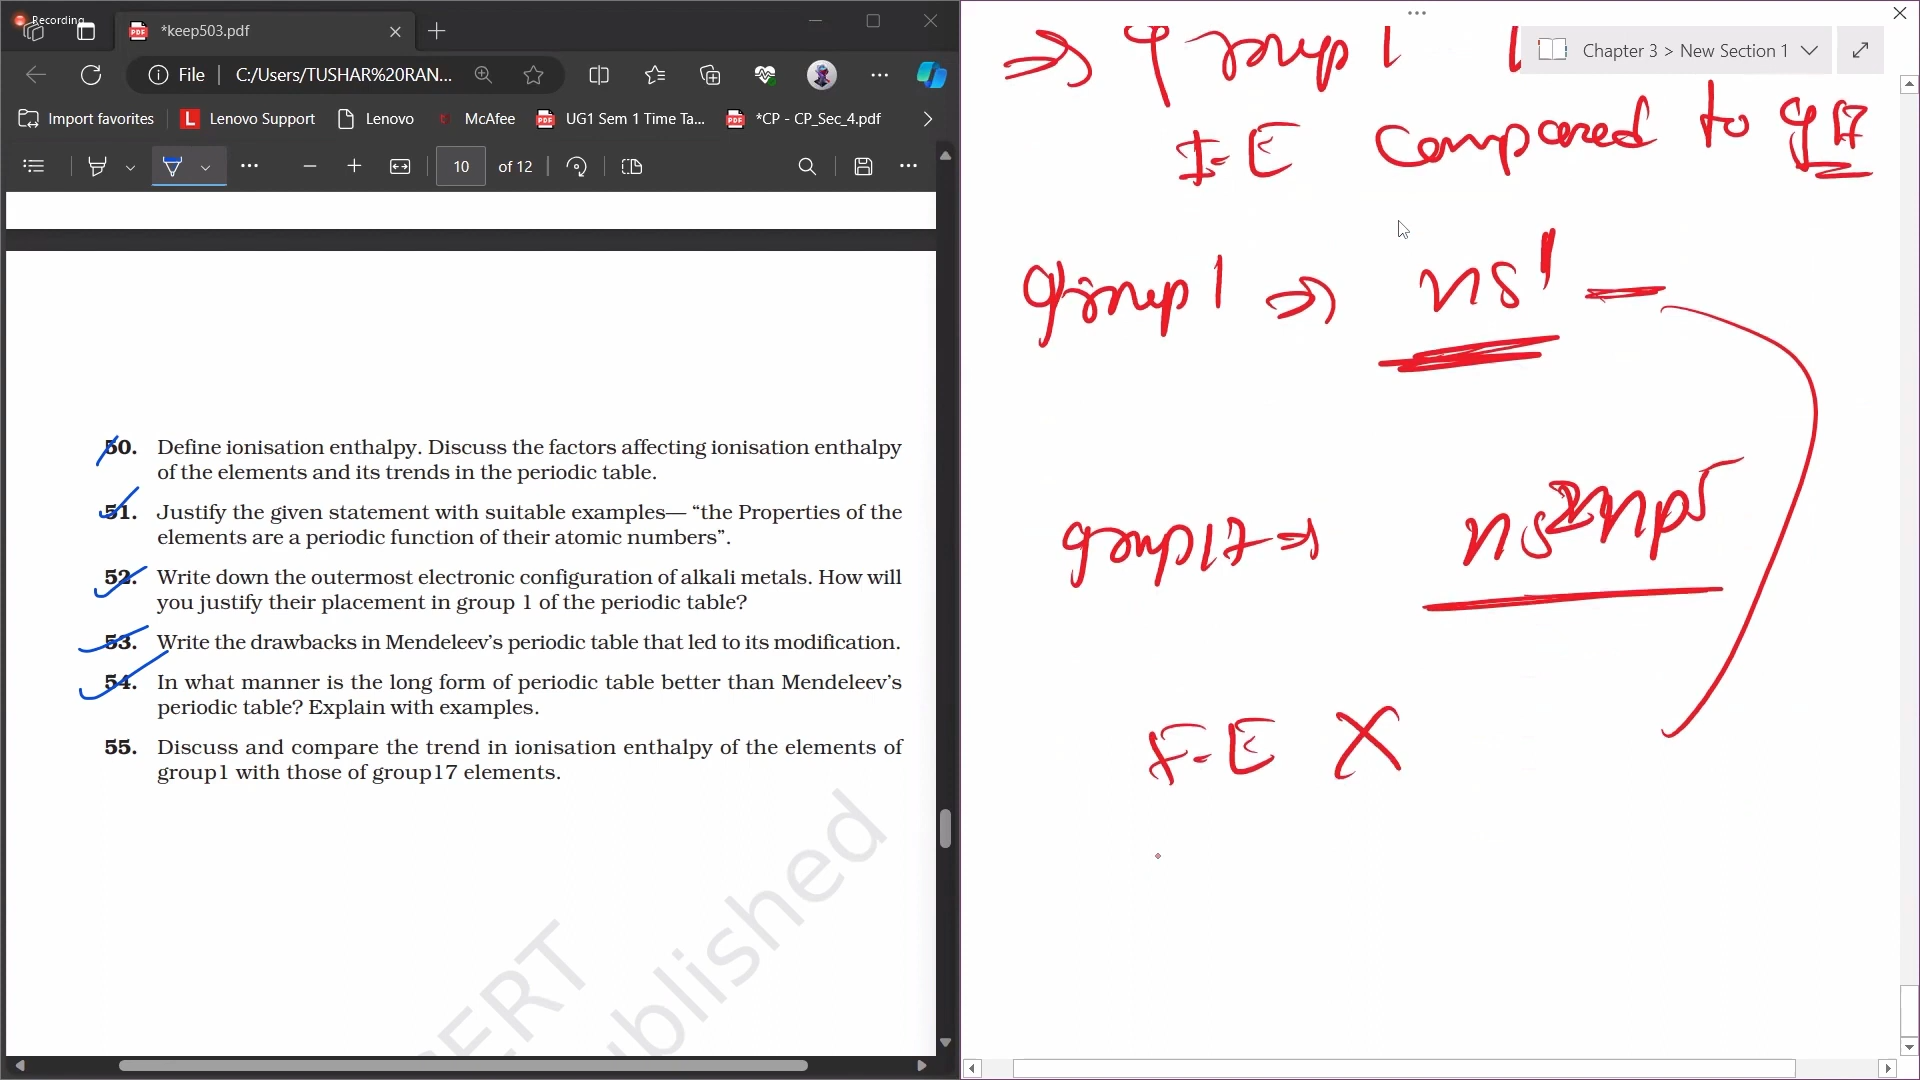 Recording
*keep503.pdf
File C:/Users/TUSHAR%20RAN...
Import favorites Lenovo Support Lenovo McAfee UG1 Sem 1 Time Ta... *CP - CP_Sec_4.pdf
10 of 12
50. Define ionisation enthalpy. Discuss the factors affecting ionisation enthalpy
of the elements and its trends in the periodic table.
51. Justify the given statement with suitable examples— “the Properties of the
elements are a periodic function of their atomic numbers”.
52. Write down the outermost electronic configuration of alkali metals. How will
you justify their placement in group 1 of the periodic table?
53. Write the drawbacks in Mendeleev’s periodic table that led to its modification.
54. In what manner is the long form of periodic table better than Mendeleev’s
periodic table? Explain with examples.
55. Discuss and compare the trend in ionisation enthalpy of the elements of
group1 with those of group17 elements.
Chapter 3 > New Section 1
⇒ Group 1
I-E Compared to g 17
Group 1 ⇒ ns¹
group 17 ⇒ ns²np⁵
I-E X